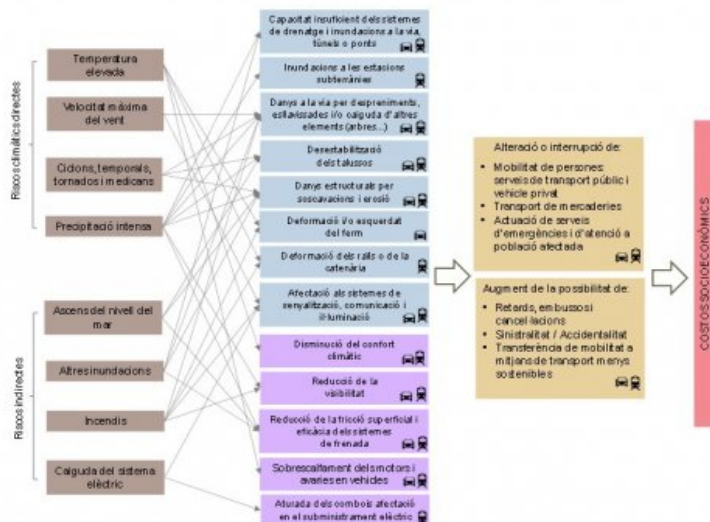 Riscos climàtics directes
Temperatura
elevada
Velocitat màxima
del vent
Ciclons, temporals,
tornados i medicans
Precipitació intensa
Riscos indirectes
Ascens del nivell del
mar
Altres inundacions
Incendis
Caiguda del sistema
elèctric
Capacitat insuficient dels sistemes
de drenatge i inundacions a la via,
túnels o ponts
Inundacions a les estacions
subterrànies
Danys a la via per despreniments,
esllavissades i/o caiguda d'altres
elements (arbres...)
Desestabilització
dels talussos
Danys estructurals per
soscavacions i erosió
Deformació i/o esquerdat
del ferm
Deformació dels raïls o de la
catenària
Afectació als sistemes de
senyalització, comunicació i
il·luminació
Disminució del confort
climàtic
Reducció de la
visibilitat
Reducció de la fricció superficial i
eficàcia dels sistemes
de frenada
Sobrescalfament dels motors i
avaries en vehicles
Aturada dels combois afectació
en el subministrament elèctric
Alteració o interrupció de:
• Mobilitat de persones:
serveis de transport públic i
vehicle privat
• Transport de mercaderies
• Actuació de serveis
d'emergències i d'atenció a
població afectada
Augment de la possibilitat de:
• Retards, embussos i
cancel·lacions
• Sinistralitat / Accidentalitat
• Transferència de mobilitat a
mitjans de transport menys
sostenibles
COSTOS SOCIOECONÒMICS